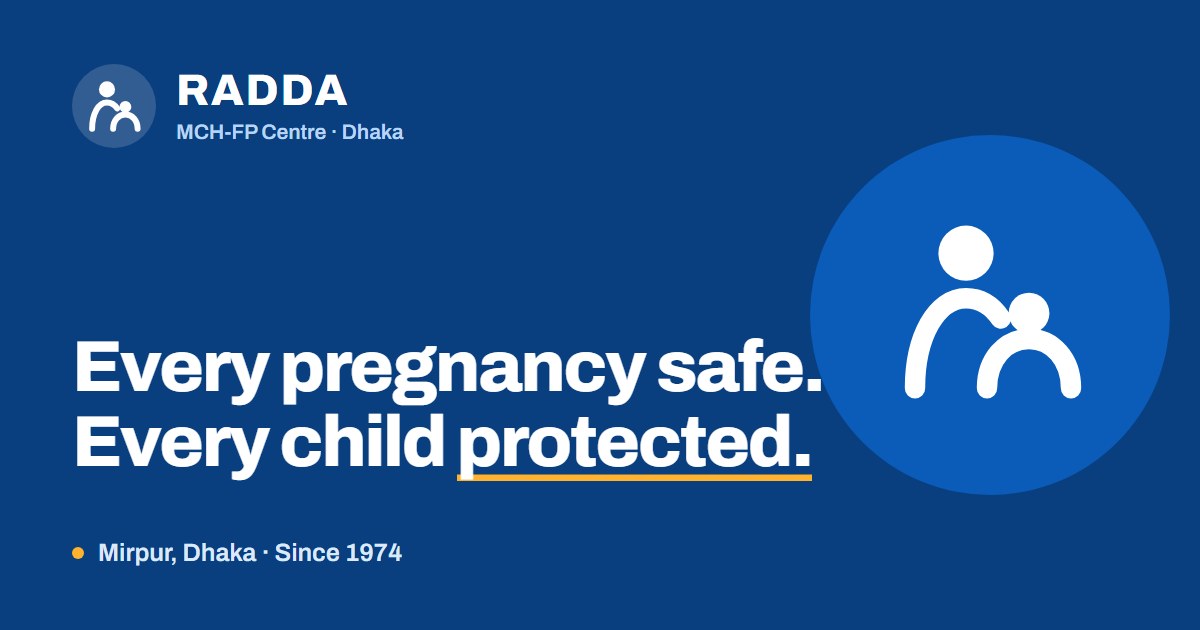 RADDA
MCH-FP Centre · Dhaka
Every pregnancy safe.
Every child protected.
Mirpur, Dhaka · Since 1974